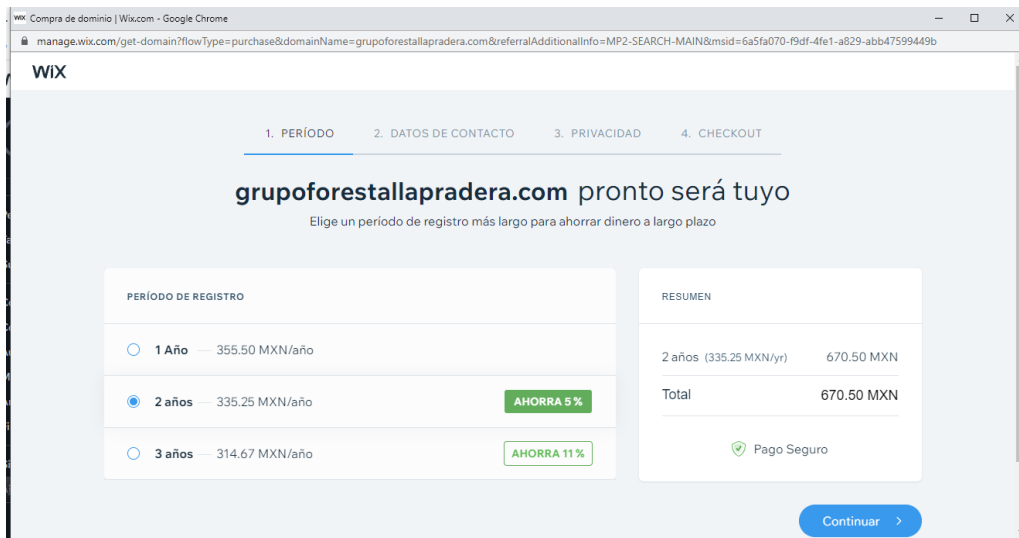 WIX Compra de dominio | Wix.com - Google Chrome
manage.wix.com/get-domain?flowType=purchase&domainName=grupoforestallapradera.com&referralAdditionalInfo=MP2-SEARCH-MAIN&msid=6a5fa070-f9df-4fe1-a829-abb47599449b
WiX
1. PERÍODO 2. DATOS DE CONTACTO 3. PRIVACIDAD 4. CHECKOUT
grupoforestallapradera.com pronto será tuyo
Elige un período de registro más largo para ahorrar dinero a largo plazo
PERÍODO DE REGISTRO
1 Año — 355.50 MXN/año
2 años — 335.25 MXN/año AHORRA 5 %
3 años — 314.67 MXN/año AHORRA 11 %
RESUMEN
2 años (335.25 MXN/yr) 670.50 MXN
Total 670.50 MXN
Pago Seguro
Continuar >